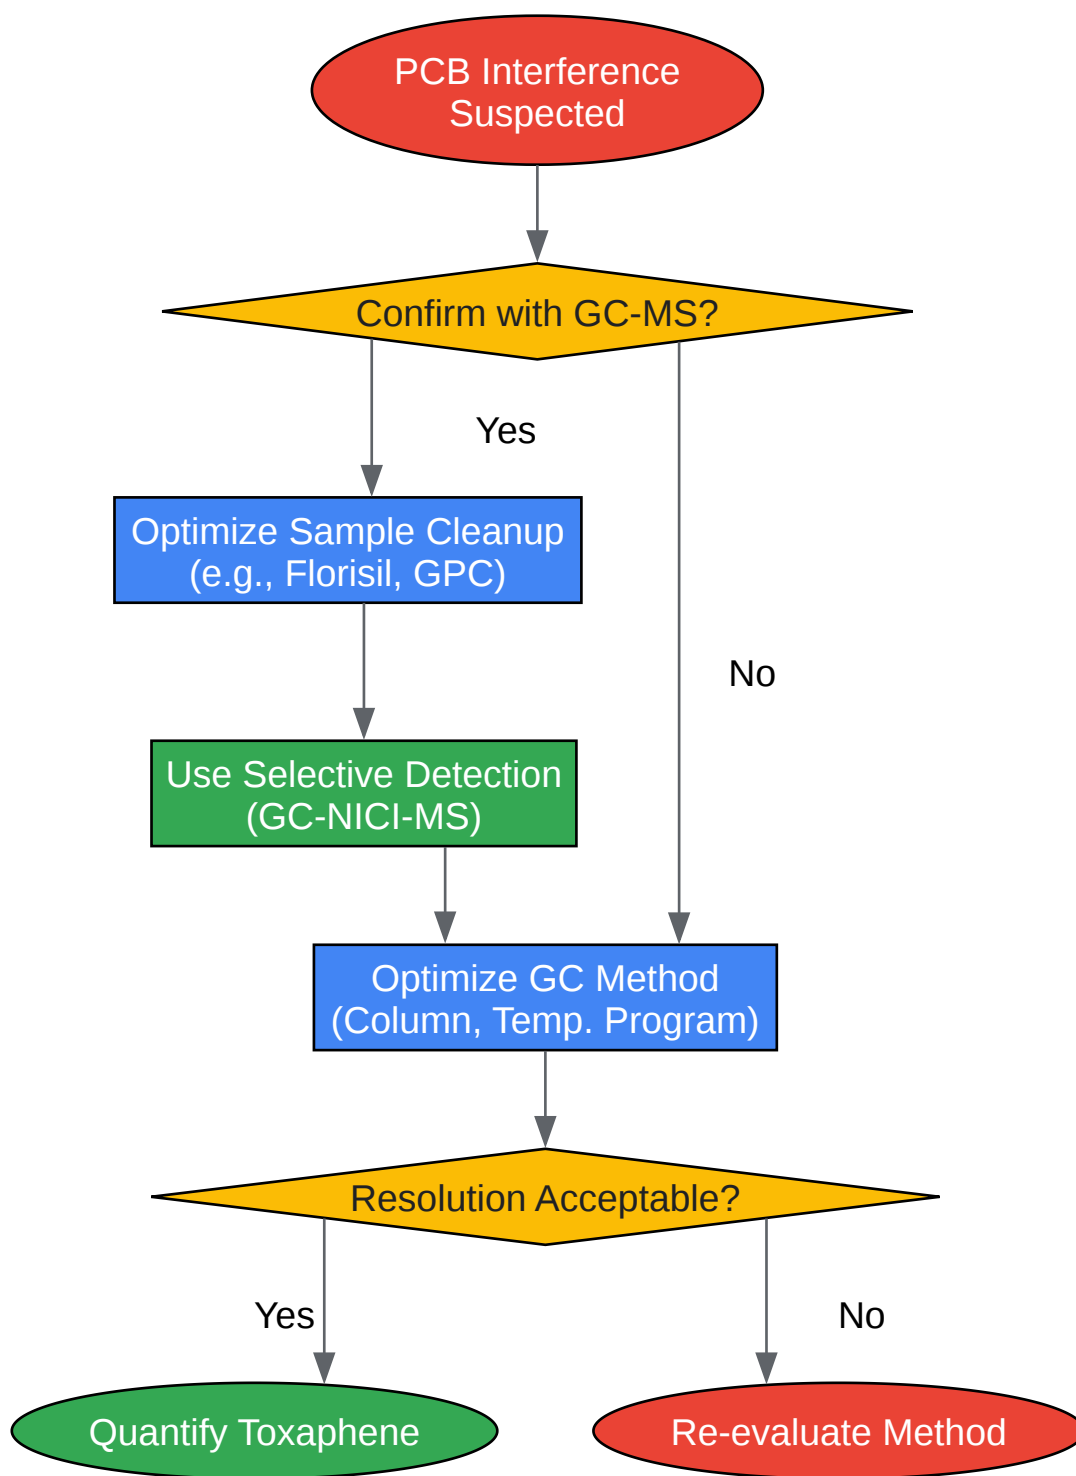 PCB Interference
Suspected
Confirm with GC-MS?
Yes
Optimize Sample Cleanup
(e.g., Florisil, GPC)
No
Use Selective Detection
(GC-NICI-MS)
Optimize GC Method
(Column, Temp. Program)
Resolution Acceptable?
Yes
No
Quantify Toxaphene
Re-evaluate Method